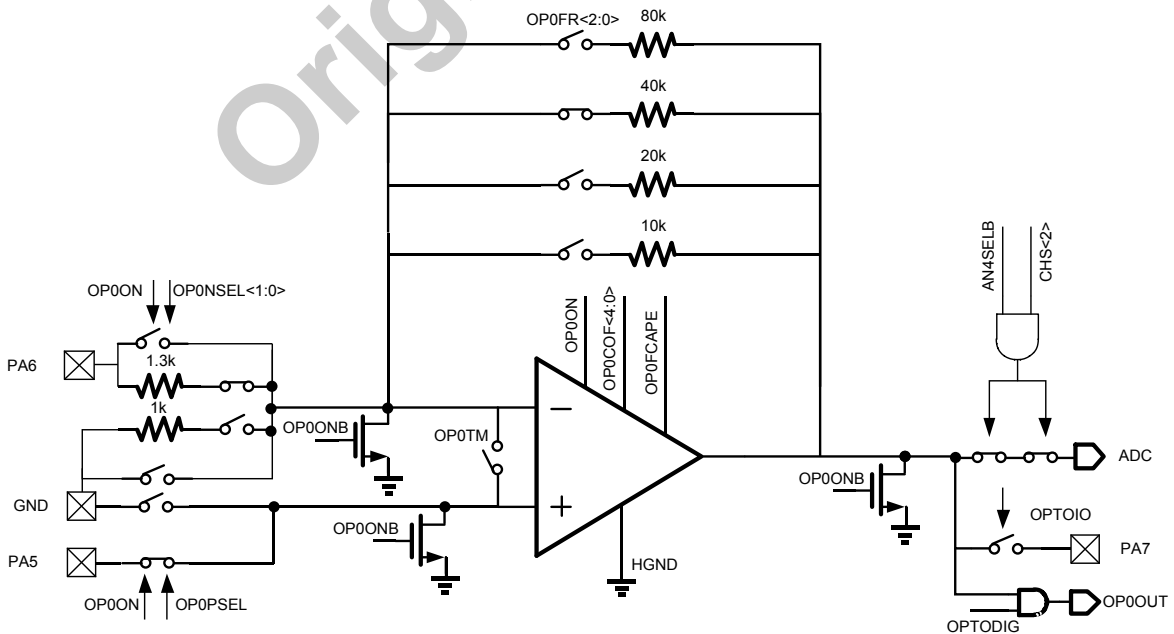 Orig
OP0FR<2:0>
80k
40k
20k
10k
AN4SELB
CHS<2>
OP0ON
OP0NSEL<1:0>
OP0ON
OP0COF<4:0>
OP0FCAPE
PA6
1.3k
1k
OP0ONB
OP0TM
ADC
OP0ONB
GND
OP0ONB
OPTOIO
PA7
PA5
HGND
OP0ON
OP0PSEL
OP0OUT
OPTODIG